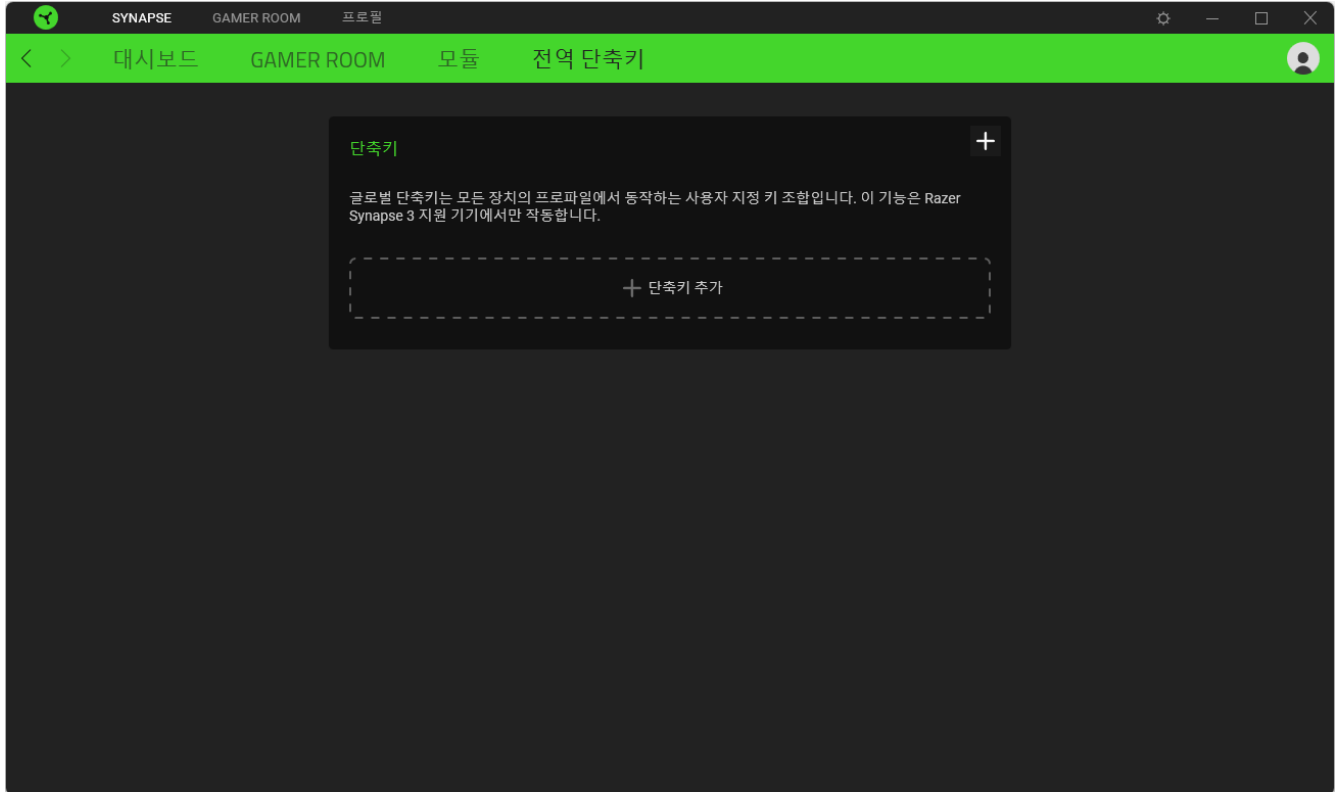 SYNAPSE GAMER ROOM 프로필
대시보드 GAMER ROOM 모듈 전역 단축키
단축키
글로벌 단축키는 모든 장치의 프로파일에서 동작하는 사용자 지정 키 조합입니다. 이 기능은 Razer
Synapse 3 지원 기기에서만 작동합니다.
단축키 추가